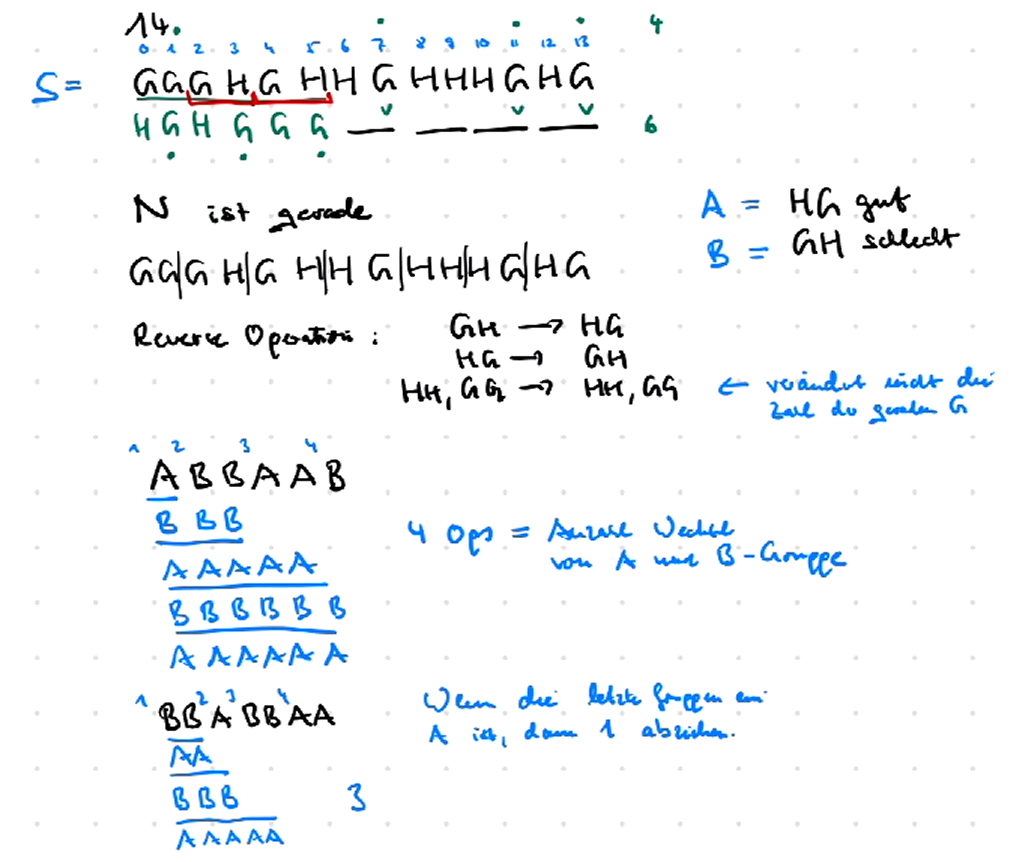 14.
4
0 1 2 3 4 5 6 7 8 9 10 11 12 13
S= GGGHGHHGHHHGHG
v v v
HGHGGG 6
N ist gerade
A = HG gut
B = GH schlecht
GG|GH|GH|HG|HH|HG|HG
Reverse Operation :
GH → HG
HG → GH
HH, GG → HH, GG ← verändert nicht die
Zahl de geraden G
1 2 3 4
ABBAAB
BBB
4 Ops = Anzahl Wechsel
von A und B-Gruppe
AAAAA
BBBBBB
AAAAAA
1 2 3 4
BBABBAA
Wenn die letzte Gruppen ein
A ist, dann 1 abziehen.
AA
BBB 3
AAAAA